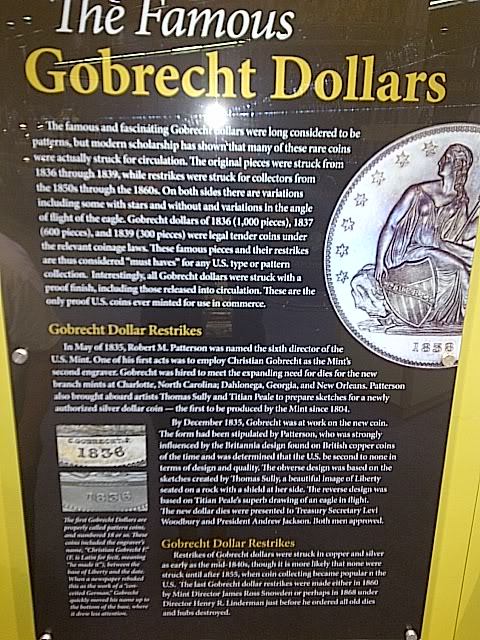 The Famous
Gobrecht Dollars
The famous and fascinating Gobrecht dollars were long considered to be
patterns, but modern scholarship has shown that many of these rare coins
were actually struck for circulation. The original pieces were struck from
1836 through 1839, while restrikes were struck for collectors from
the 1850s through the 1860s. On both sides there are variations
including some with stars and without and variations in the angle
of flight of the eagle. Gobrecht dollars of 1836 (1,000 pieces), 1837
(600 pieces), and 1839 (300 pieces) were legal tender coins under
the relevant coinage laws. These famous pieces and their restrikes
are thus considered "must haves" for any U.S. type or pattern
collection. Interestingly, all Gobrecht dollars were struck with a
proof finish, including those released into circulation. These are the
only proof U.S. coins ever minted for use in commerce.
Gobrecht Dollar Restrikes
In May of 1835, Robert M. Patterson was named the sixth director of the
U.S. Mint. One of his first acts was to employ Christian Gobrecht as the Mint's
second engraver. Gobrecht was hired to meet the expanding need for dies for the new
branch mints at Charlotte, North Carolina; Dahlonega, Georgia, and New Orleans. Patterson
also brought aboard artists Thomas Sully and Titian Peale to prepare sketches for a newly
authorized silver dollar coin — the first to be produced by the Mint since 1804.
By December 1835, Gobrecht was at work on the new coin.
The form had been stipulated by Patterson, who was strongly
influenced by the Britannia design found on British copper coins
of the time and was determined that the U.S. be second to none in
terms of design and quality. The obverse design was based on the
sketches created by Thomas Sully, a beautiful image of Liberty
seated on a rock with a shield at her side. The reverse design was
based on Titian Peale's superb drawing of an eagle in flight.
The new dollar dies were presented to Treasury Secretary Levi
Woodbury and President Andrew Jackson. Both men approved.
C. GOBRECHT. F.
1836
1836
The first Gobrecht Dollars are
properly called pattern coins,
and numbered 18 or so. These
coins included the engraver's
name, "Christian Gobrecht F."
(F. is Latin for fecit, meaning
"he made it"), between the
base of Liberty and the date.
When a newspaper rebuked
this as the work of a "con-
ceited German," Gobrecht
quickly moved his name up to
the bottom of the base, where
it drew less attention.
Gobrecht Dollar Restrikes
Restrikes of Gobrecht dollars were struck in copper and silver
as early as the mid-1840s, though it is more likely that none were
struck until after 1855, when coin collecting became popular n the
U.S. The last Gobrecht dollar restrikes were made either in 1860
by Mint Director James Ross Snowden or perhaps in 1868 under
Director Henry R. Linderman just before he ordered all old dies
and hubs destroyed.
LIBERTY
1838